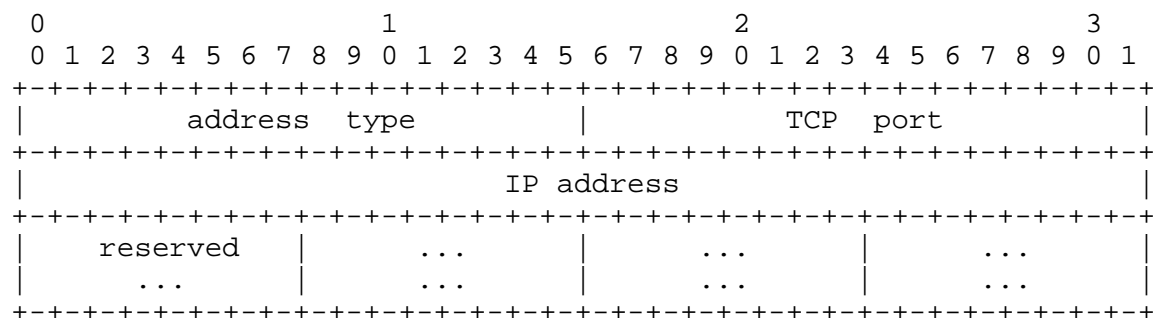 0                   1                   2                   3
 0 1 2 3 4 5 6 7 8 9 0 1 2 3 4 5 6 7 8 9 0 1 2 3 4 5 6 7 8 9 0 1
+-+-+-+-+-+-+-+-+-+-+-+-+-+-+-+-+-+-+-+-+-+-+-+-+-+-+-+-+-+-+-+-+
|         address  type         |           TCP  port           |
+-+-+-+-+-+-+-+-+-+-+-+-+-+-+-+-+-+-+-+-+-+-+-+-+-+-+-+-+-+-+-+-+
|                           IP address                          |
+-+-+-+-+-+-+-+-+-+-+-+-+-+-+-+-+-+-+-+-+-+-+-+-+-+-+-+-+-+-+-+-+
|    reserved   |      ...      |      ...      |      ...      |
|      ...      |      ...      |      ...      |      ...      |
+-+-+-+-+-+-+-+-+-+-+-+-+-+-+-+-+-+-+-+-+-+-+-+-+-+-+-+-+-+-+-+-+